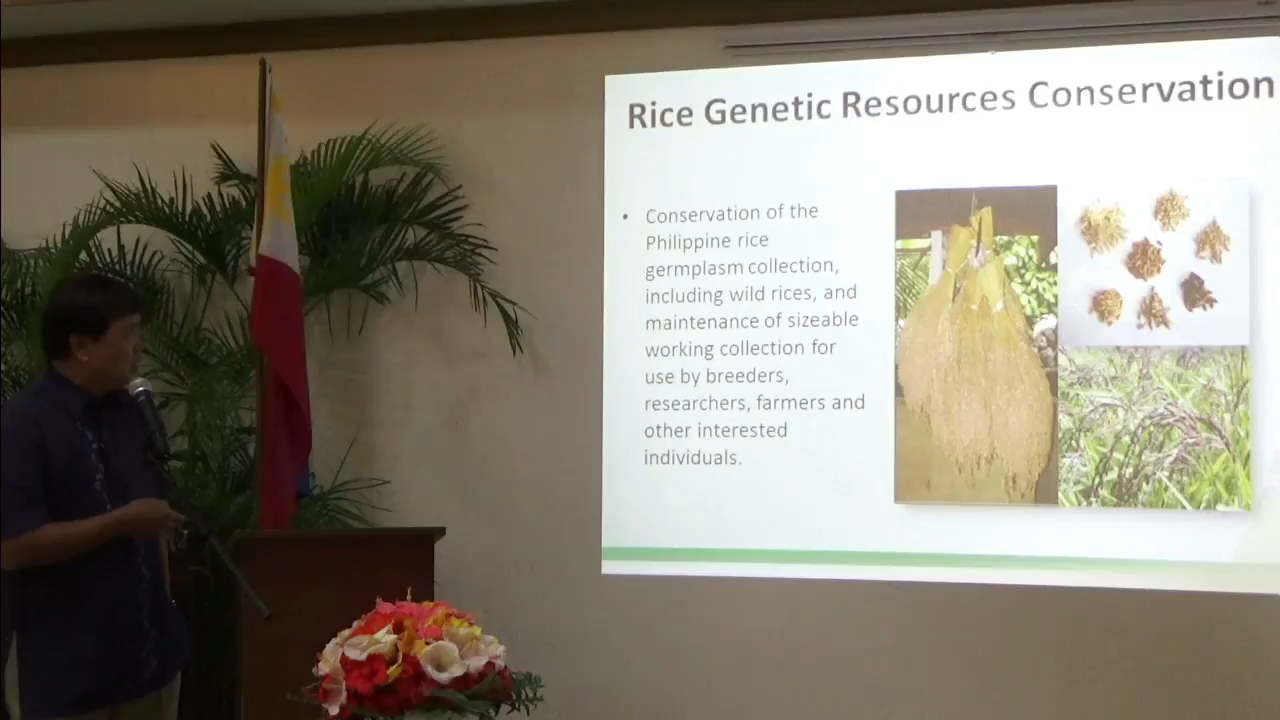 Rice Genetic Resources Conservation
• Conservation of the
Philippine rice
germplasm collection,
including wild rices, and
maintenance of sizeable
working collection for
use by breeders,
researchers, farmers and
other interested
individuals.